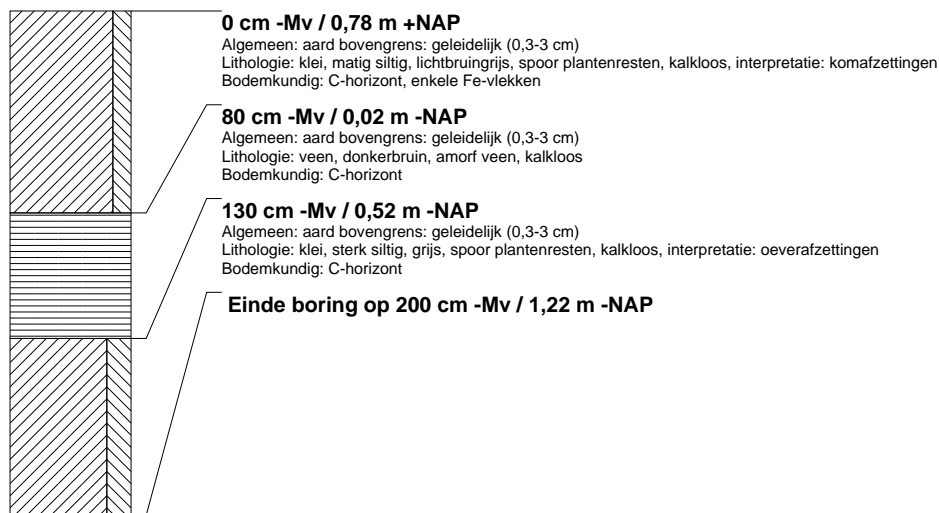 0 cm -Mv / 0,78 m +NAP
Algemeen: aard bovengrens: geleidelijk (0,3-3 cm)
Lithologie: klei, matig siltig, lichtbruingrijs, spoor plantenresten, kalkloos, interpretatie: komafzettingen
Bodemkundig: C-horizont, enkele Fe-vlekken
80 cm -Mv / 0,02 m -NAP
Algemeen: aard bovengrens: geleidelijk (0,3-3 cm)
Lithologie: veen, donkerbruin, amorf veen, kalkloos
Bodemkundig: C-horizont
130 cm -Mv / 0,52 m -NAP
Algemeen: aard bovengrens: geleidelijk (0,3-3 cm)
Lithologie: klei, sterk siltig, grijs, spoor plantenresten, kalkloos, interpretatie: oeverafzettingen
Bodemkundig: C-horizont
Einde boring op 200 cm -Mv / 1,22 m -NAP